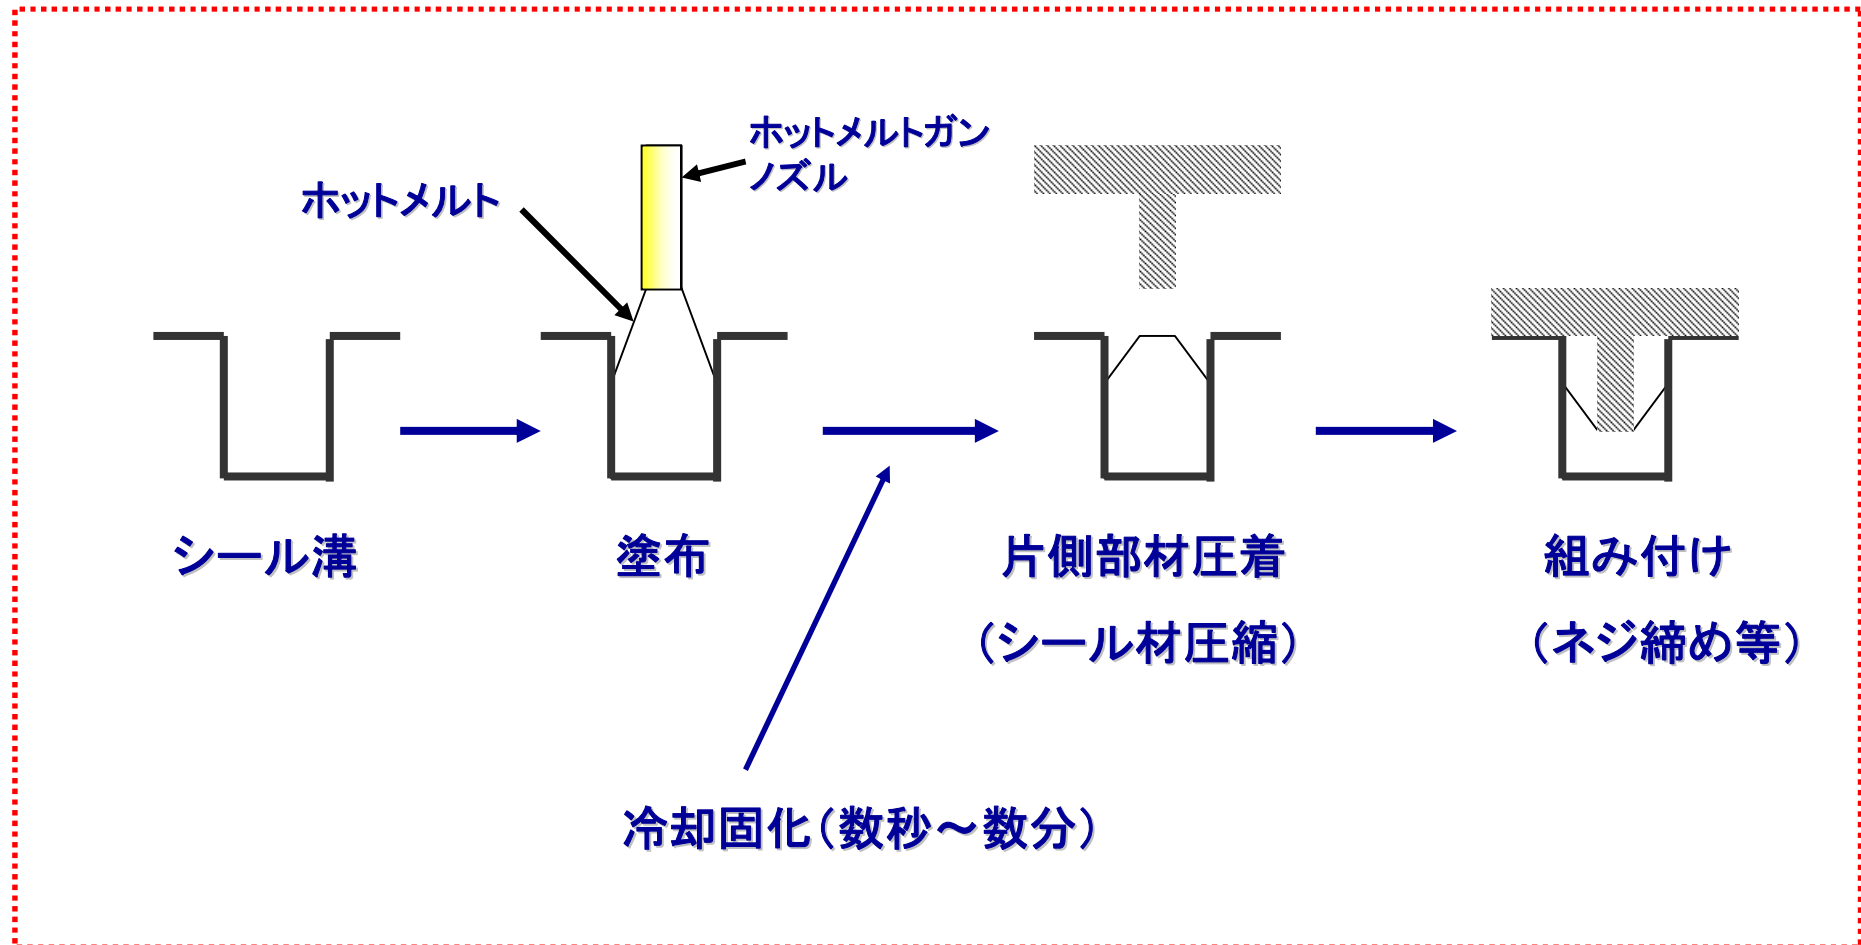 ホットメルトガン
ノズル
ホットメルト
シール溝
塗布
片側部材圧着
（シール材圧縮）
組み付け
（ネジ締め等）
冷却固化（数秒～数分）